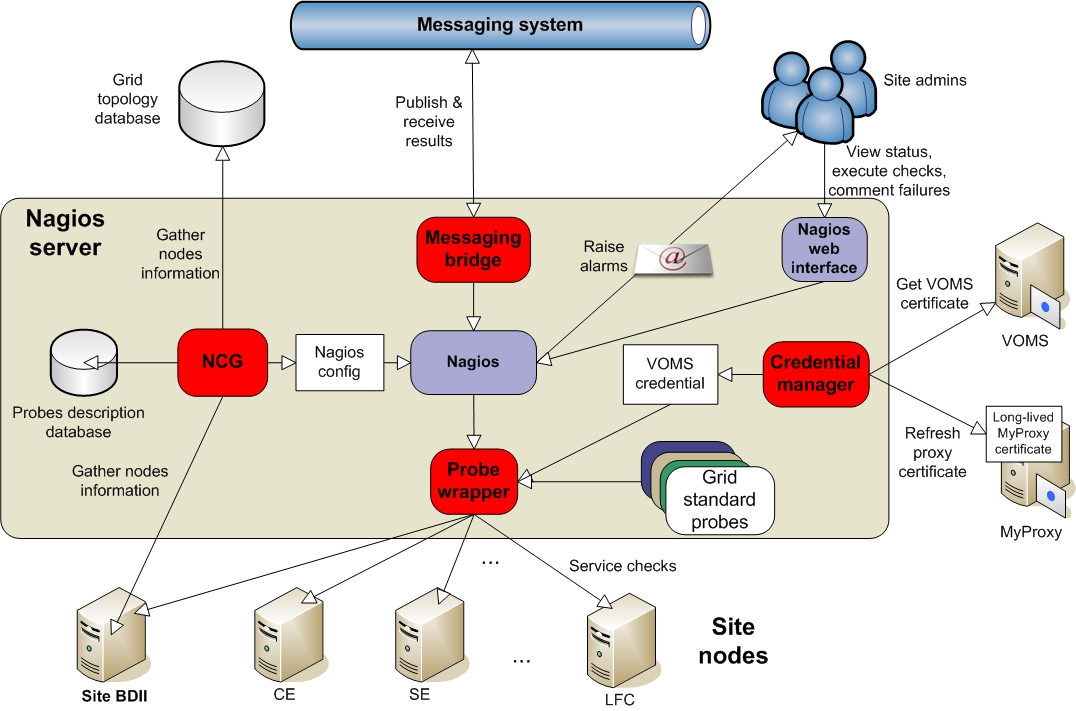 Messaging system
Grid
topology
database
Publish &
receive
results
Site admins
View status,
execute checks,
comment failures
Nagios
server
Gather
nodes
information
Messaging
bridge
Raise
alarms
@
Nagios
web
interface
Get VOMS
certificate
VOMS
NCG
Nagios
config
Nagios
VOMS
credential
Credential
manager
Probes description
database
Long-lived
MyProxy
certificate
Refresh
proxy
certificate
MyProxy
Gather nodes
information
Probe
wrapper
Grid
standard
probes
...
Service checks
Site
nodes
...
Site BDII
CE
SE
LFC